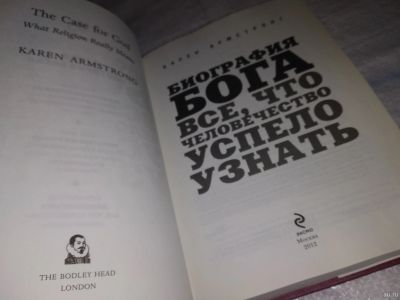 The Case for God
What Religion Really Means
KAREN ARMSTRONG
THE BODLEY HEAD
LONDON
КАРЕН АРМСТРОНГ
БИОГРАФИЯ
БОГА
ВСЕ, ЧТО
ЧЕЛОВЕЧЕСТВО
УСПЕЛО
УЗНАТЬ
ЭКСМО
Москва
2012